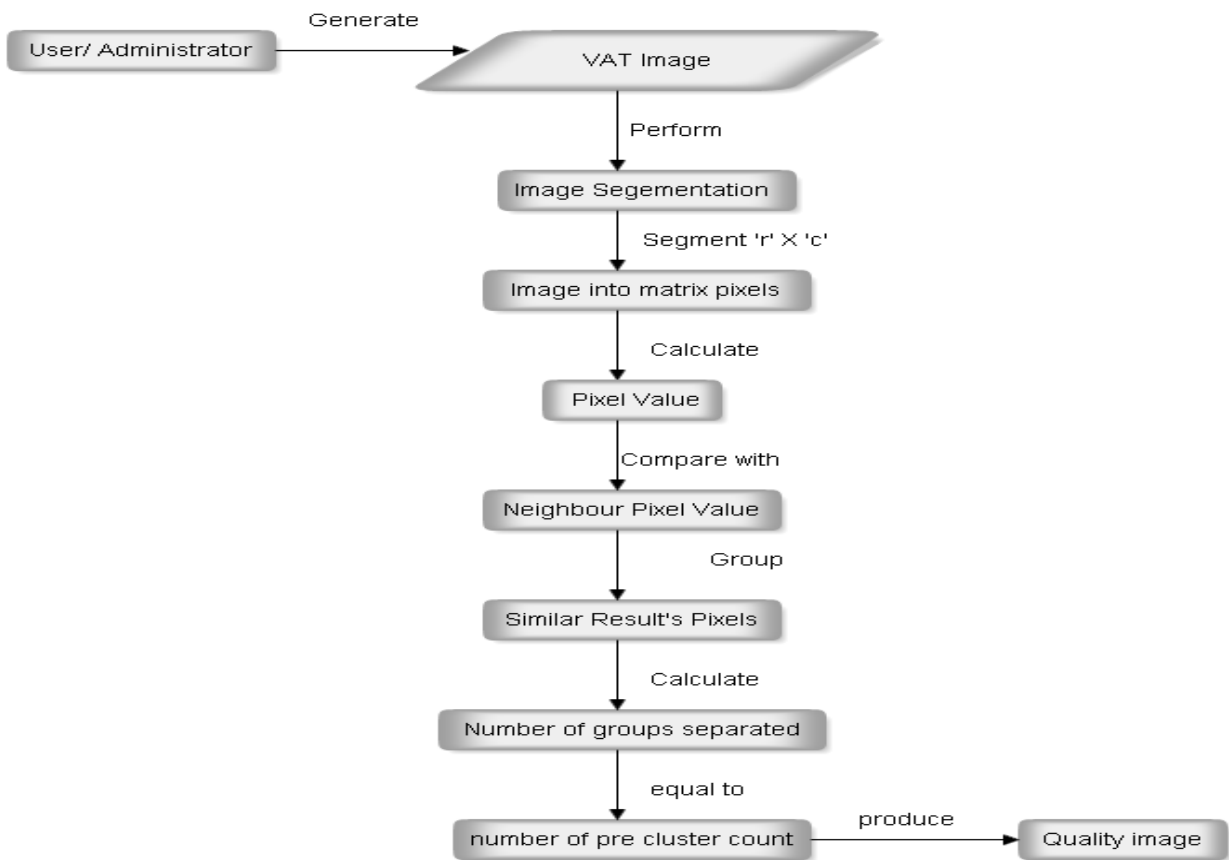 Generate
User/ Administrator
VAT Image
Perform
Image Segementation
Segment 'r' X 'c'
Image into matrix pixels
Calculate
Pixel Value
Compare with
Neighbour Pixel Value
Group
Similar Result's Pixels
Calculate
Number of groups separated
equal to
number of pre cluster count
produce
Quality image